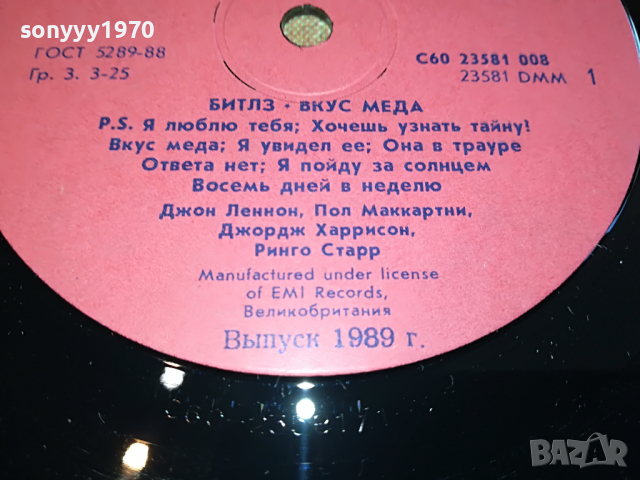 sonyyy1970
ГОСТ 5289-88
Гр. 3. 3-25
С60 23581 008
23581 DMM 1
БИТЛЗ · ВКУС МЕДА
P.S. Я люблю тебя; Хочешь узнать тайну?
Вкус меда; Я увидел ее; Она в трауре
Ответа нет; Я пойду за солнцем
Восемь дней в неделю
Джон Леннон, Пол Маккартни,
Джордж Харрисон,
Ринго Старр
Manufactured under license
of EMI Records,
Великобритания
Выпуск 1989 г.
BAZAR